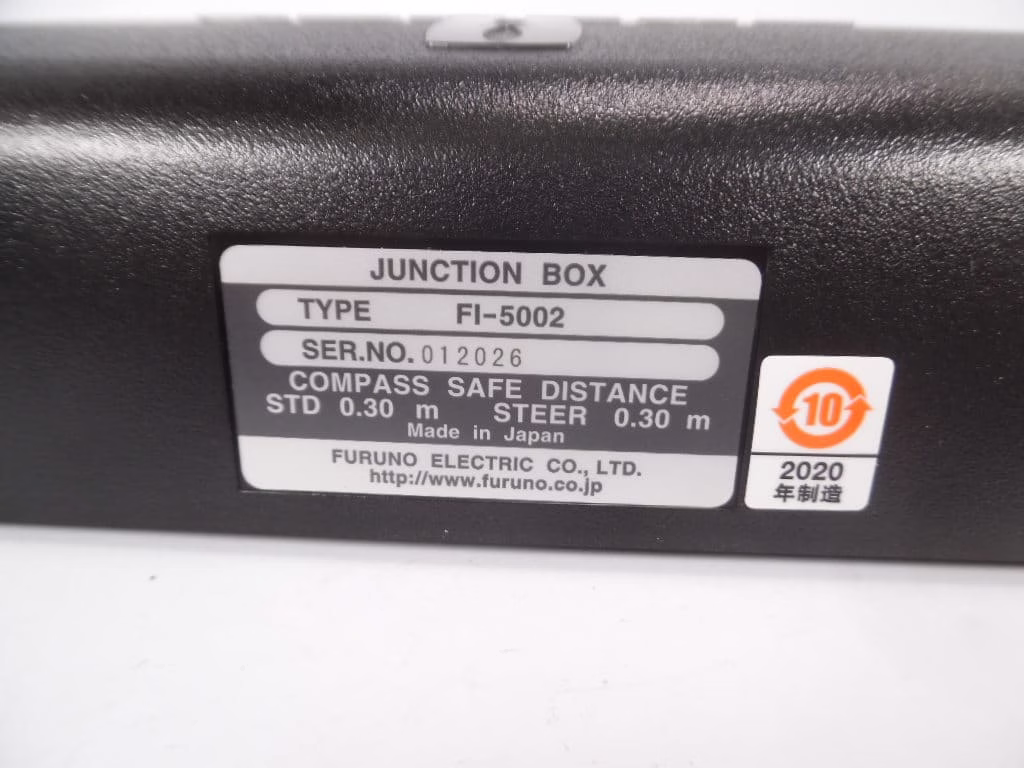 JUNCTION BOX
TYPE FI-5002
SER.NO. 012026
COMPASS SAFE DISTANCE
STD 0.30 m STEER 0.30 m
Made in Japan
FURUNO ELECTRIC CO., LTD.
http://www.furuno.co.jp
10
2020
年制造